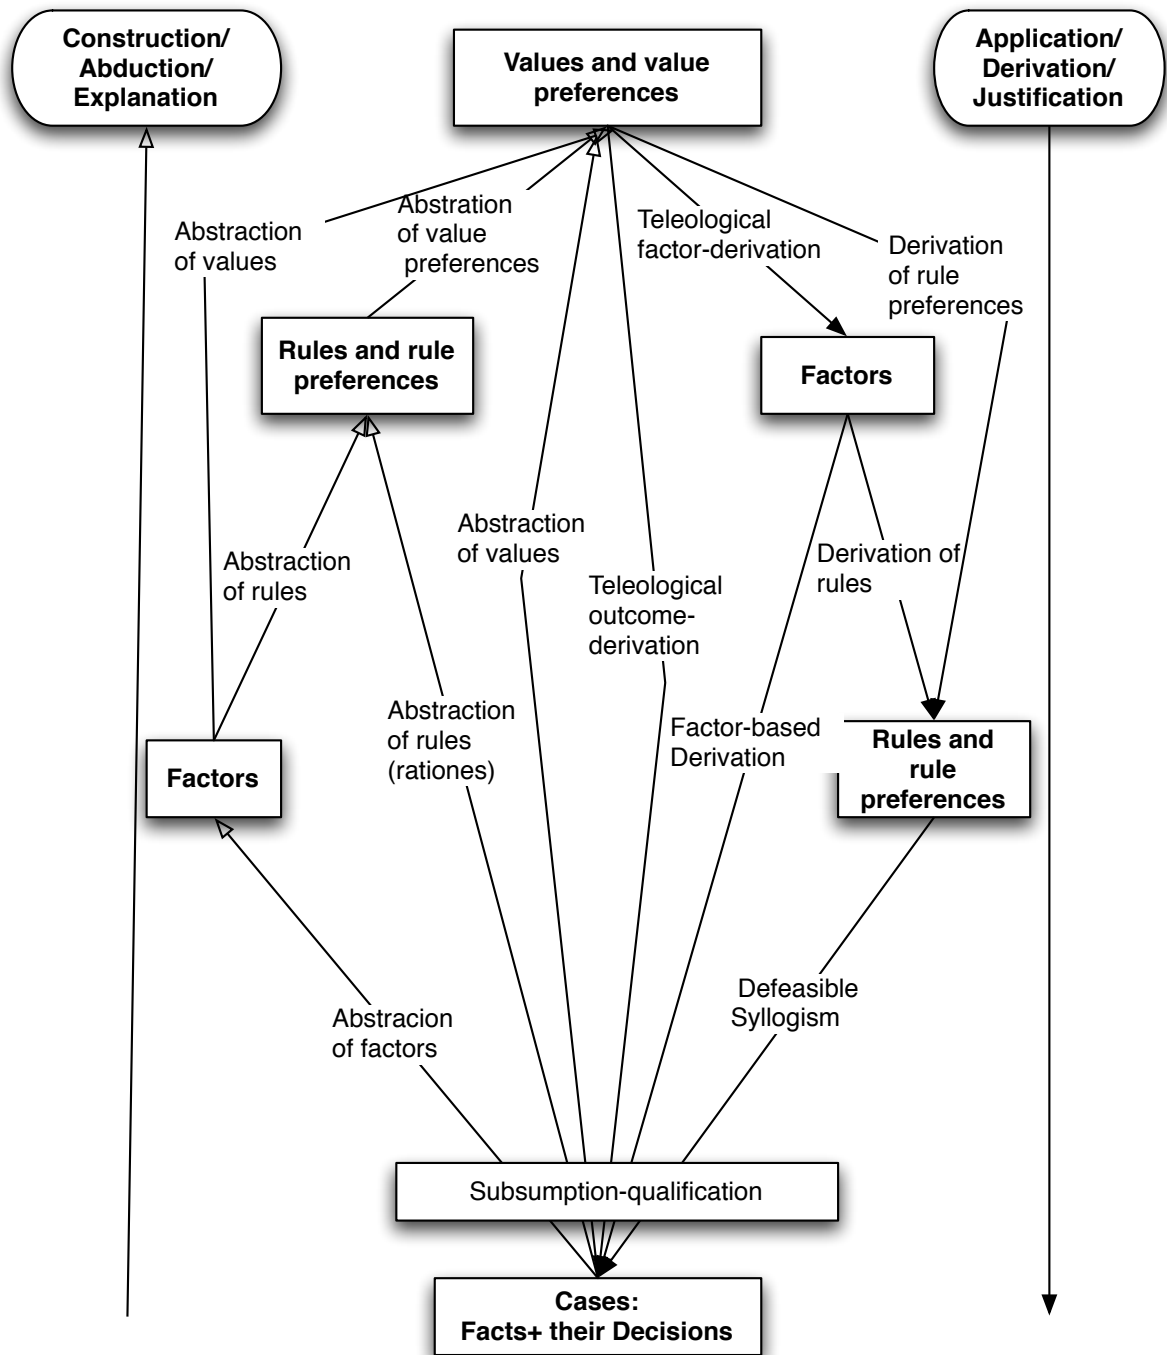 Construction/
Abduction/
Explanation
Values and value
preferences
Application/
Derivation/
Justification
Abstraction
of values
Abstration
of value
preferences
Teleological
factor-derivation
Derivation
of rule
preferences
Rules and rule
preferences
Factors
Abstraction
of rules
Abstraction
of values
Teleological
outcome-
derivation
Derivation of
rules
Abstraction
of rules
(rationes)
Factor-based
Derivation
Factors
Rules and
rule
preferences
Abstracion
of factors
Defeasible
Syllogism
Subsumption-qualification
Cases:
Facts+ their Decisions